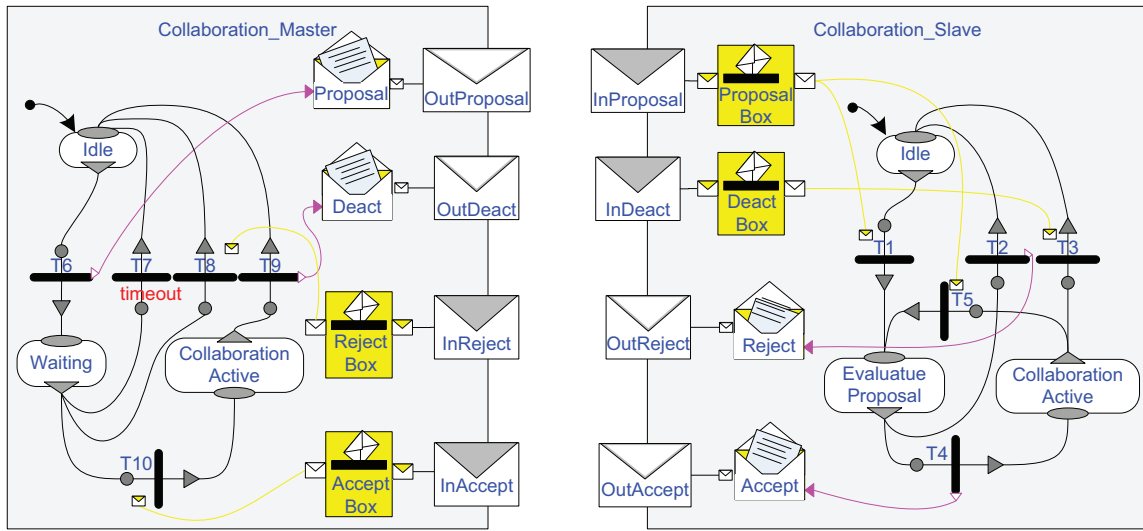 Collaboration_Master
Proposal
OutProposal
Idle
Deact
OutDeact
T6
T7
T8
T9
timeout
Waiting
Collaboration
Active
Reject
Box
InReject
T10
Accept
Box
InAccept
Collaboration_Slave
InProposal
Proposal
Box
Idle
InDeact
Deact
Box
T1
T2
T3
T5
OutReject
Reject
Evaluatue
Proposal
Collaboration
Active
T4
OutAccept
Accept